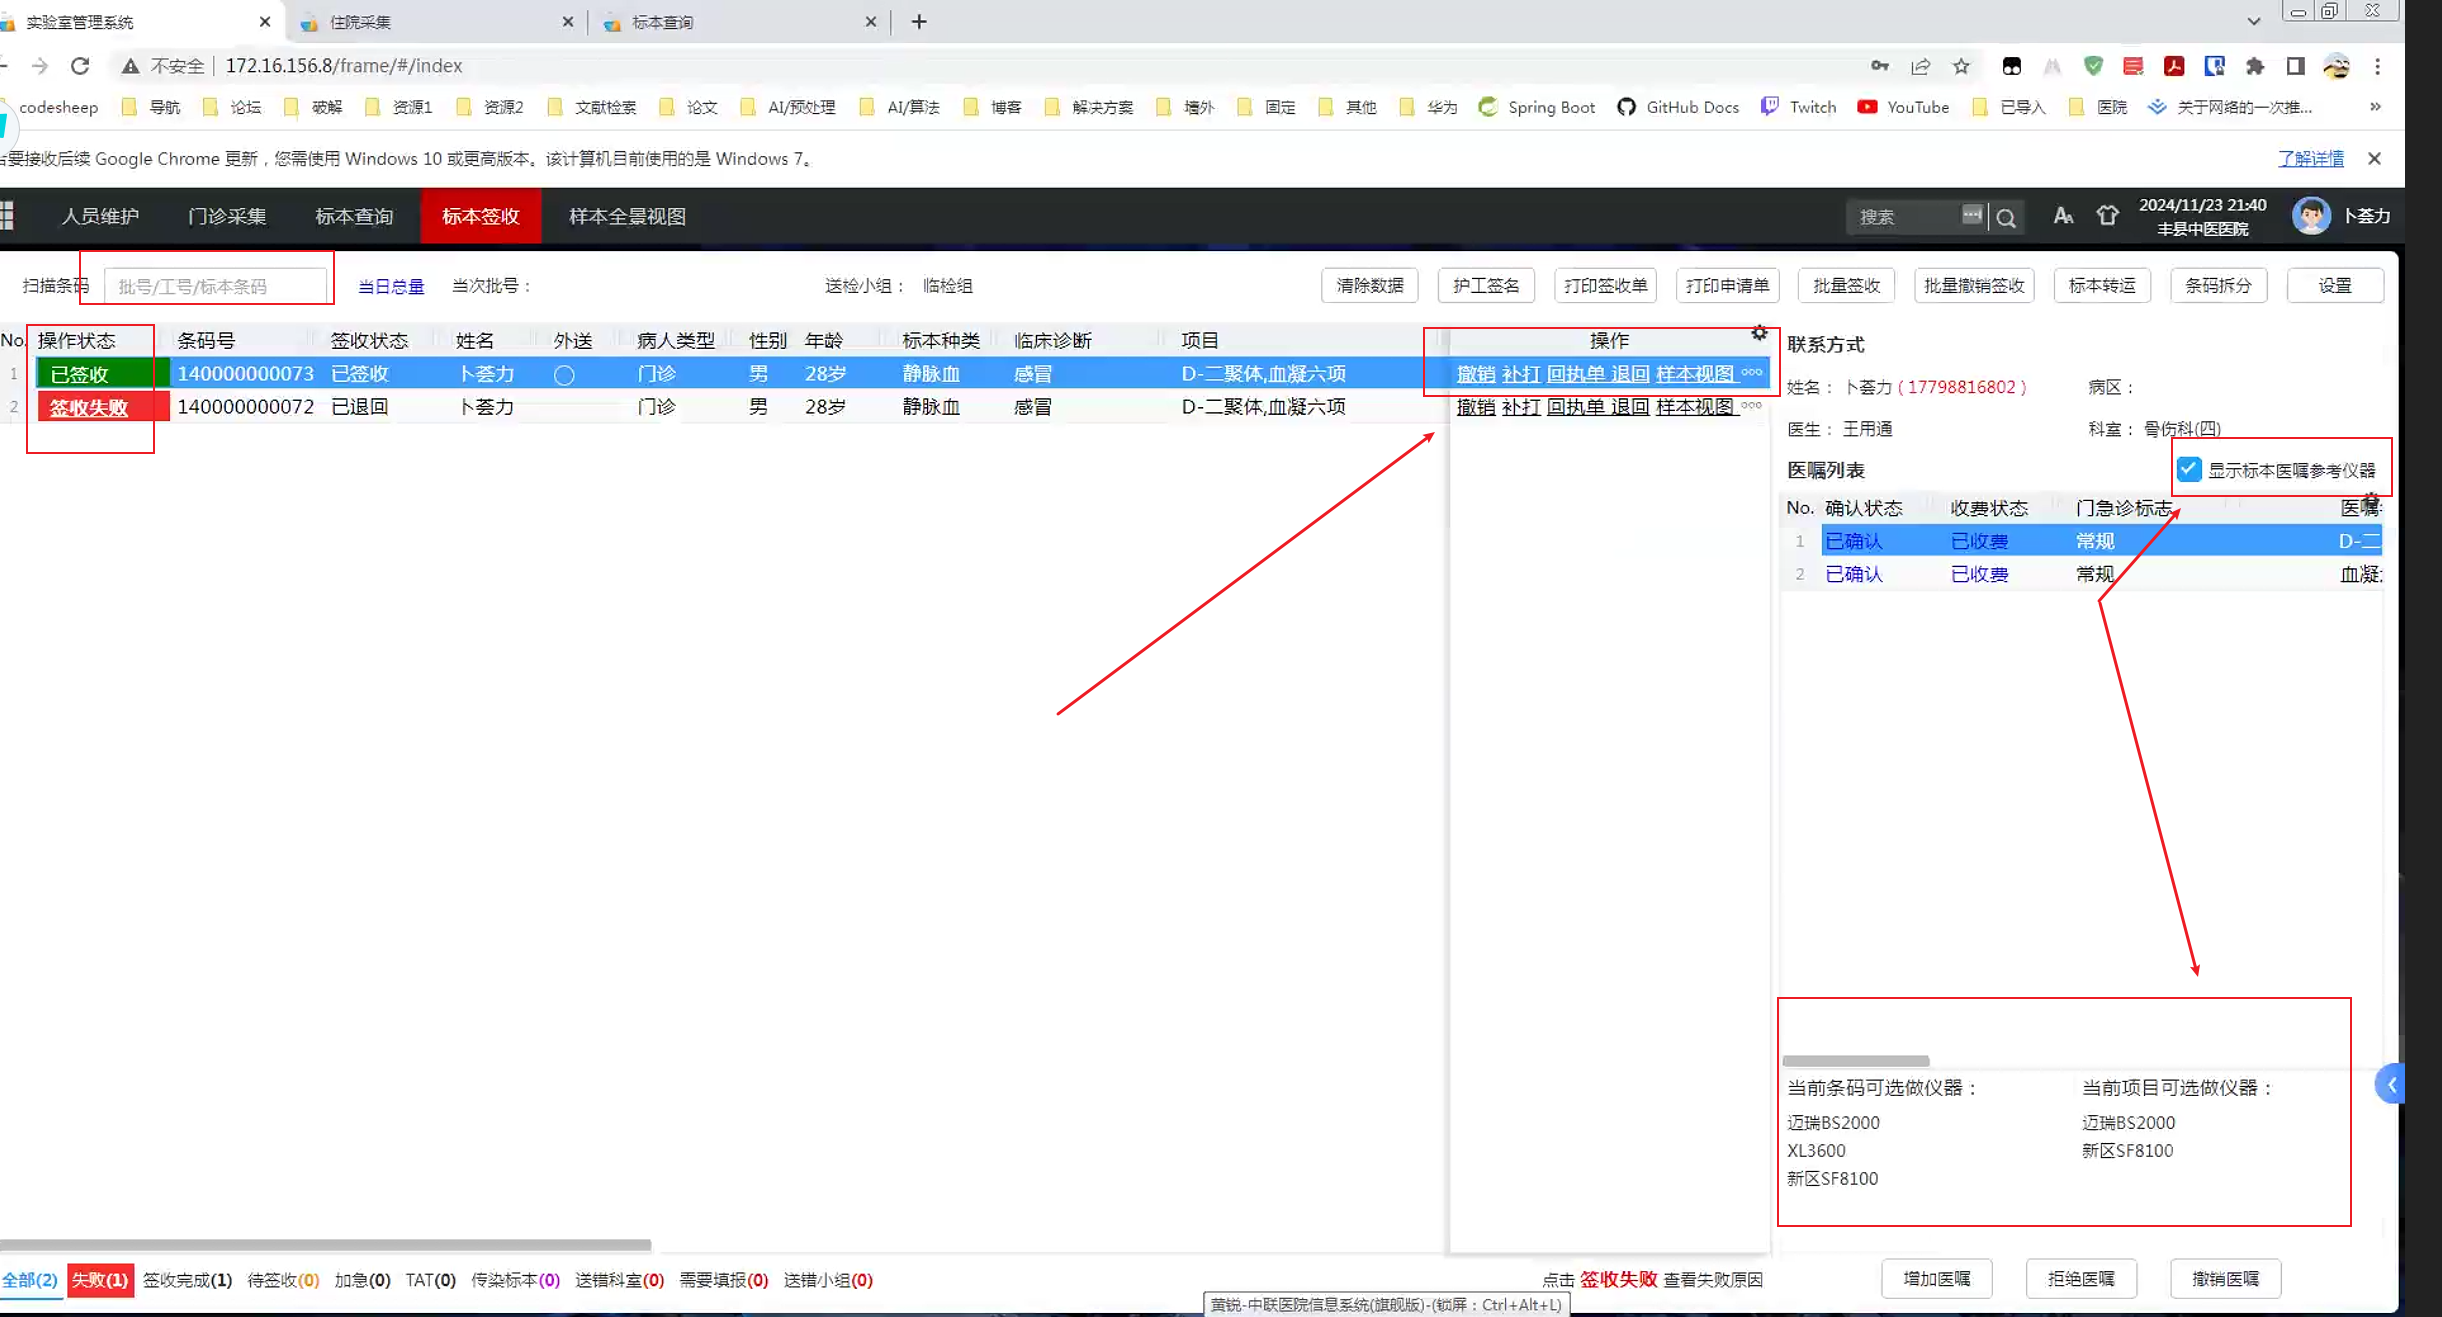 实验室管理系统 住院采集 标本查询
不安全 172.16.156.8/frame/#/index
codesheep 导航 论坛 破解 资源1 资源2 文献检索 论文 AI/预处理 AI/算法 博客 解决方案 墙外 固定 其他 华为 Spring Boot GitHub Docs Twitch YouTube 已导入 医院 关于网络的一次推... »
要接收后续 Google Chrome 更新，您需使用 Windows 10 或更高版本。该计算机目前使用的是 Windows 7。 了解详情
人员维护 门诊采集 标本查询 标本签收 样本全景视图 搜索 2024/11/23 21:40 卜荟力
丰县中医医院
扫描条码 批号/工号/标本条码 当日总量 当次批号： 送检小组： 临检组 清除数据 护工签名 打印签收单 打印申请单 批量签收 批量撤销签收 标本转运 条码拆分 设置
No. 操作状态 条码号 签收状态 姓名 外送 病人类型 性别 年龄 标本种类 临床诊断 项目 操作
1 已签收 140000000073 已签收 卜荟力 门诊 男 28岁 静脉血 感冒 D-二聚体,血凝六项 撤销 补打 回执单 退回 样本视图
2 签收失败 140000000072 已退回 卜荟力 门诊 男 28岁 静脉血 感冒 D-二聚体,血凝六项 撤销 补打 回执单 退回 样本视图
联系方式
姓名： 卜荟力 ( 17798816802 ) 病区：
医生： 王用通 科室： 骨伤科(四)
医嘱列表 显示标本医嘱参考仪器
No. 确认状态 收费状态 门急诊标志 医嘱
1 已确认 已收费 常规 D-二
2 已确认 已收费 常规 血凝
当前条码可选做仪器： 当前项目可选做仪器：
迈瑞BS2000 迈瑞BS2000
XL3600 新区SF8100
新区SF8100
全部(2) 失败(1) 签收完成(1) 待签收(0) 加急(0) TAT(0) 传染标本(0) 送错科室(0) 需要填报(0) 送错小组(0) 点击 签收失败 查看失败原因 增加医嘱 拒绝医嘱 撤销医嘱
黄锐-中联医院信息系统(旗舰版)-(锁屏：Ctrl+Alt+L)